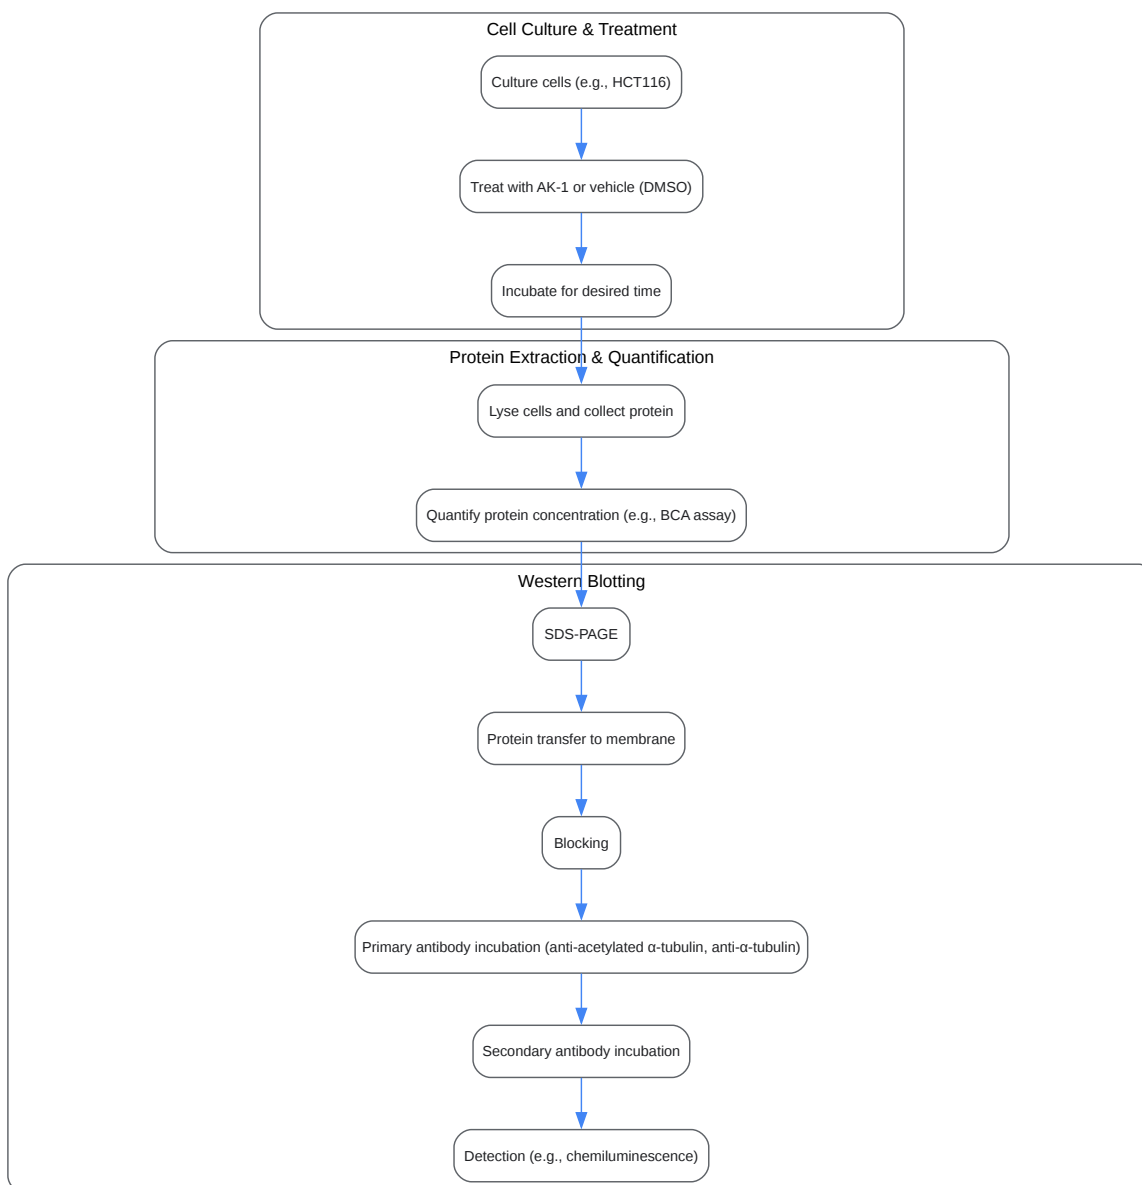 Cell Culture & Treatment
Culture cells (e.g., HCT116)
Treat with AK-1 or vehicle (DMSO)
Incubate for desired time
Protein Extraction & Quantification
Lyse cells and collect protein
Quantify protein concentration (e.g., BCA assay)
Western Blotting
SDS-PAGE
Protein transfer to membrane
Blocking
Primary antibody incubation (anti-acetylated α-tubulin, anti-α-tubulin)
Secondary antibody incubation
Detection (e.g., chemiluminescence)